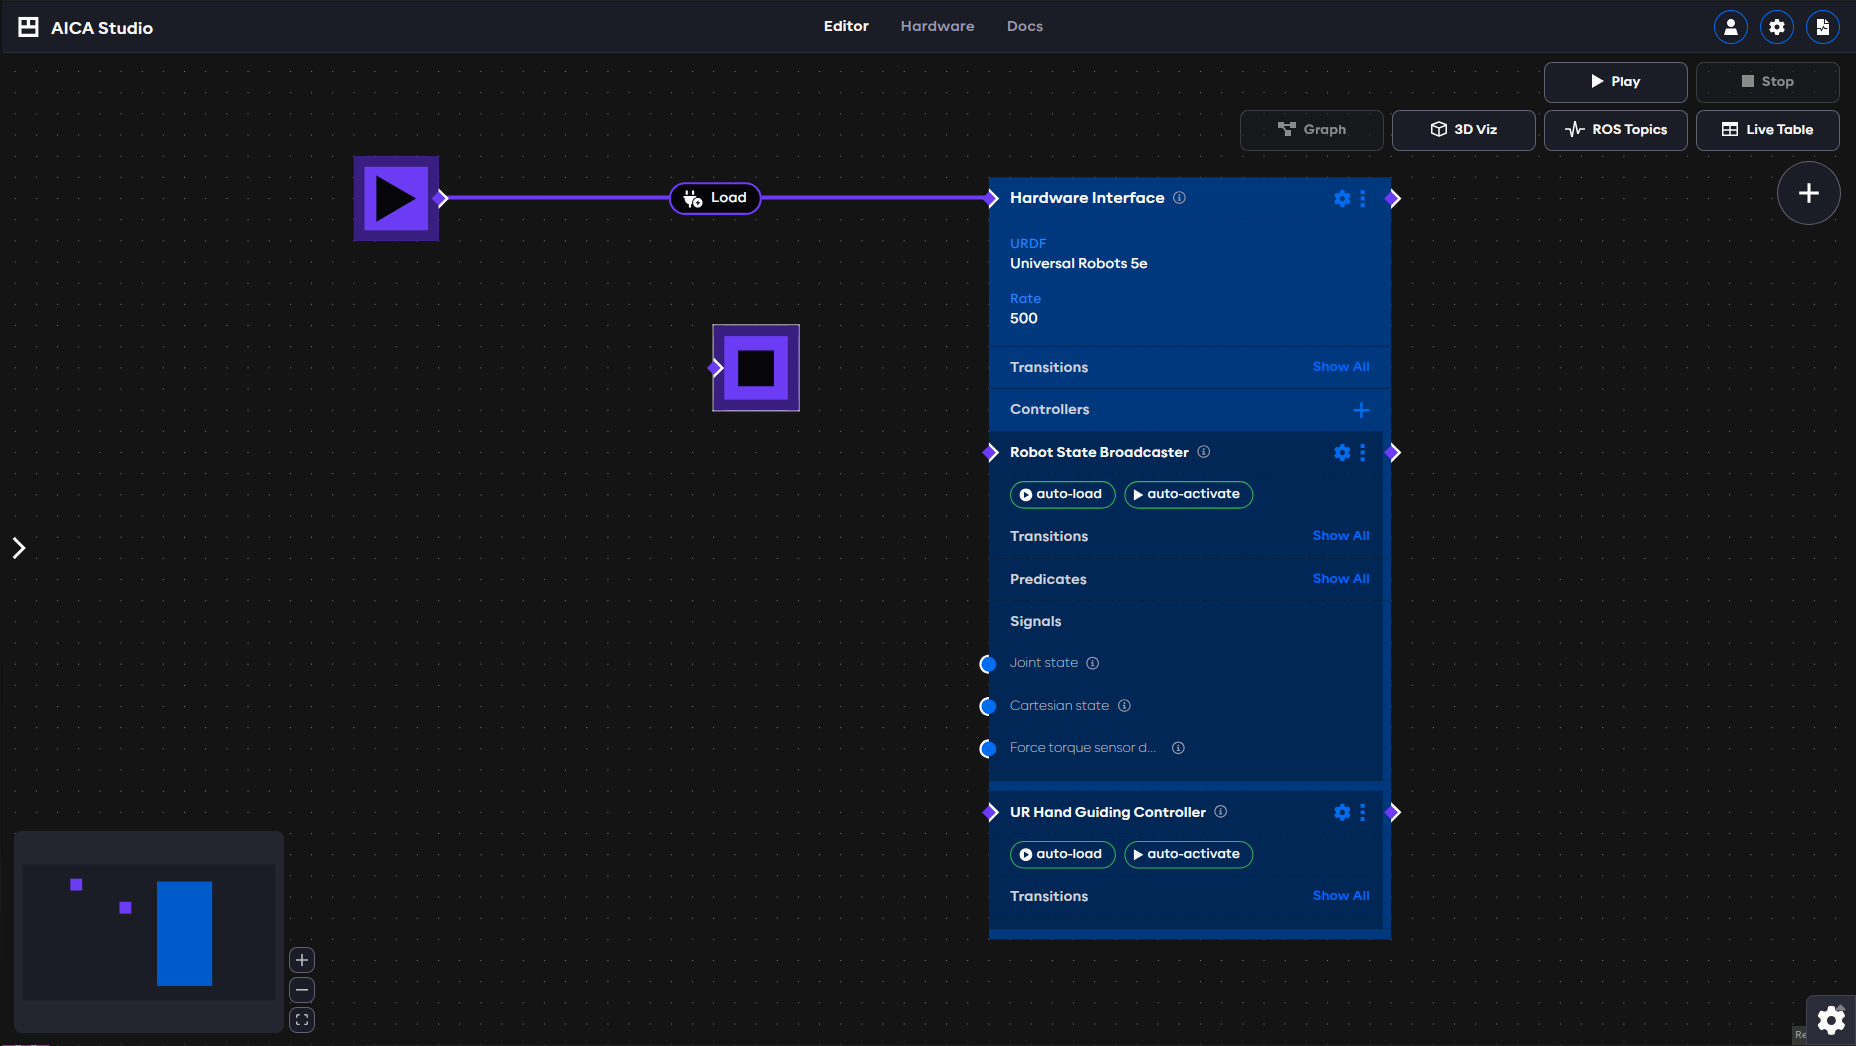 AICA Studio
Editor
Hardware
Docs
Play
Stop
Graph
3D Viz
ROS Topics
Live Table
Load
Hardware Interface
URDF
Universal Robots 5e
Rate
500
Transitions
Show All
Controllers
Robot State Broadcaster
auto-load
auto-activate
Transitions
Show All
Predicates
Show All
Signals
Joint state
Cartesian state
Force torque sensor d...
UR Hand Guiding Controller
auto-load
auto-activate
Transitions
Show All